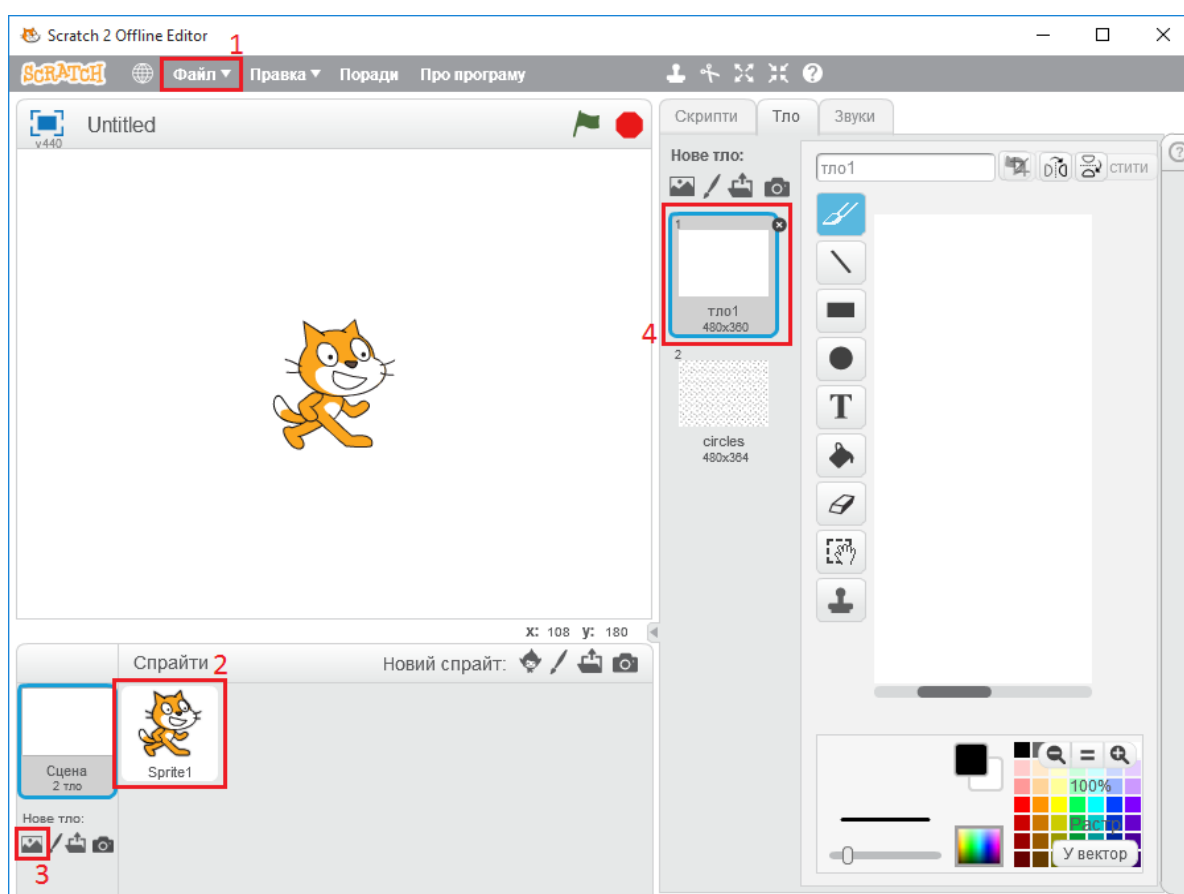 Scratch 2 Offline Editor
1
SCRATCH Файл Правка Поради Про програму
Untitled
v440
Скрипти Тло Звуки
Нове тло:
тло1 стити
1
тло1
480x360
4
2
circles
480x364
T
x: 108 y: 180
Спрайти 2 Новий спрайт:
Сцена
2 тло
Sprite1
Нове тло:
3
100%
Растр
У вектор